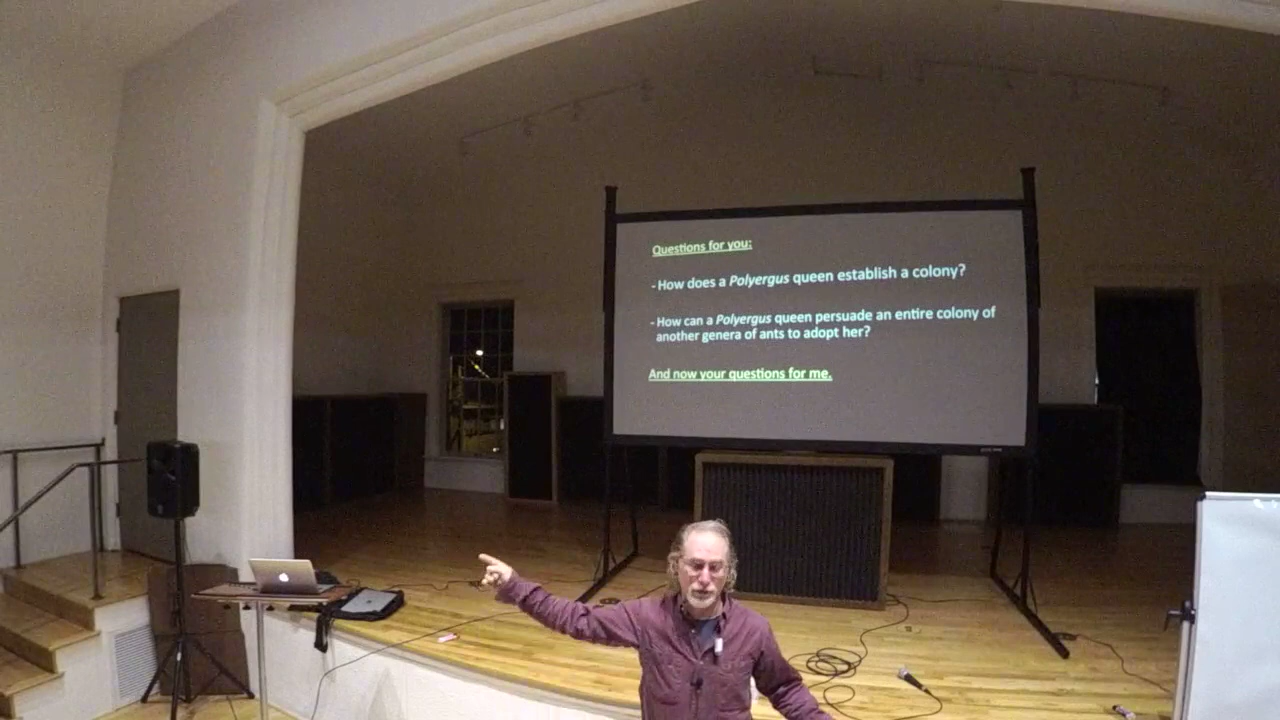 Questions for you:
- How does a Polyergus queen establish a colony?
- How can a Polyergus queen persuade an entire colony of
another genera of ants to adopt her?
And now your questions for me.